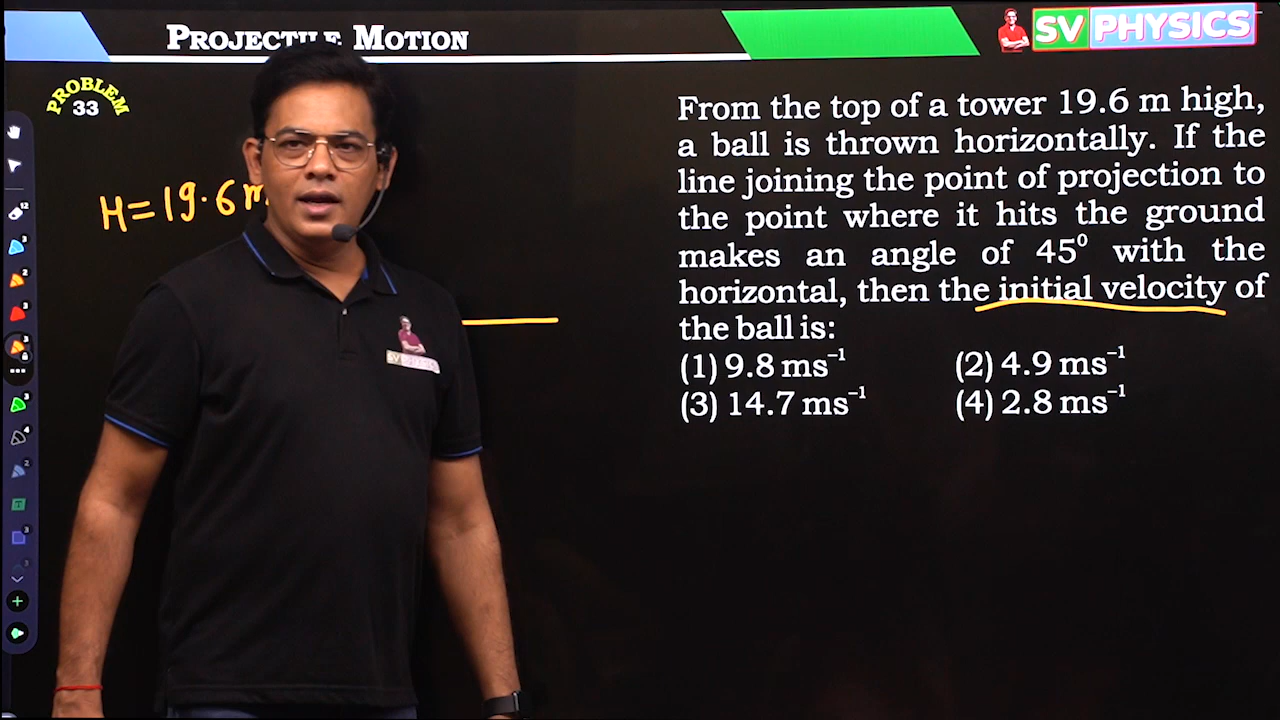 PROJECTILE MOTION
SV PHYSICS
PROBLEM
33
H=19.6 m
From the top of a tower 19.6 m high,
a ball is thrown horizontally. If the
line joining the point of projection to
the point where it hits the ground
makes an angle of 45⁰ with the
horizontal, then the initial velocity of
the ball is:
(1) 9.8 ms⁻¹ (2) 4.9 ms⁻¹
(3) 14.7 ms⁻¹ (4) 2.8 ms⁻¹